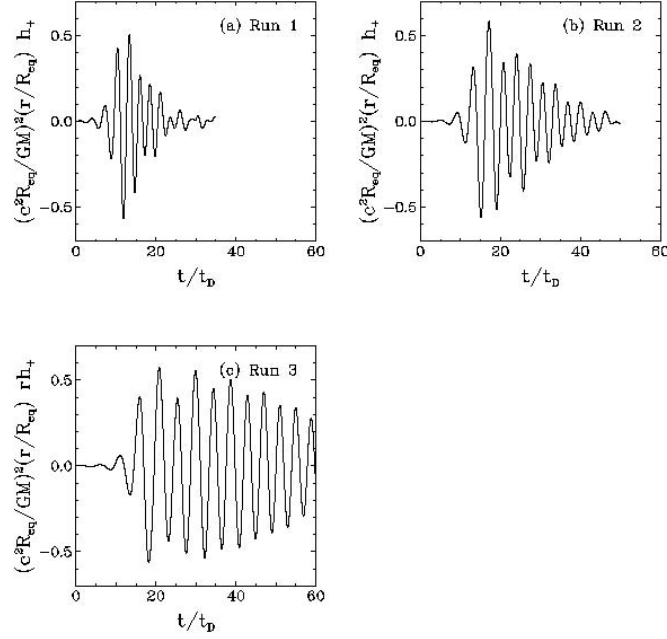 (a) Run 1
(c²R_eq/GM)²(r/R_eq) h₊
0.5
0.0
−0.5
0 20 40 60
t/t_D
(b) Run 2
(c²R_eq/GM)²(r/R_eq) h₊
0.5
0.0
−0.5
0 20 40 60
t/t_D
(c) Run 3
(c²R_eq/GM)²(r/R_eq) rh₊
0.5
0.0
−0.5
0 20 40 60
t/t_D